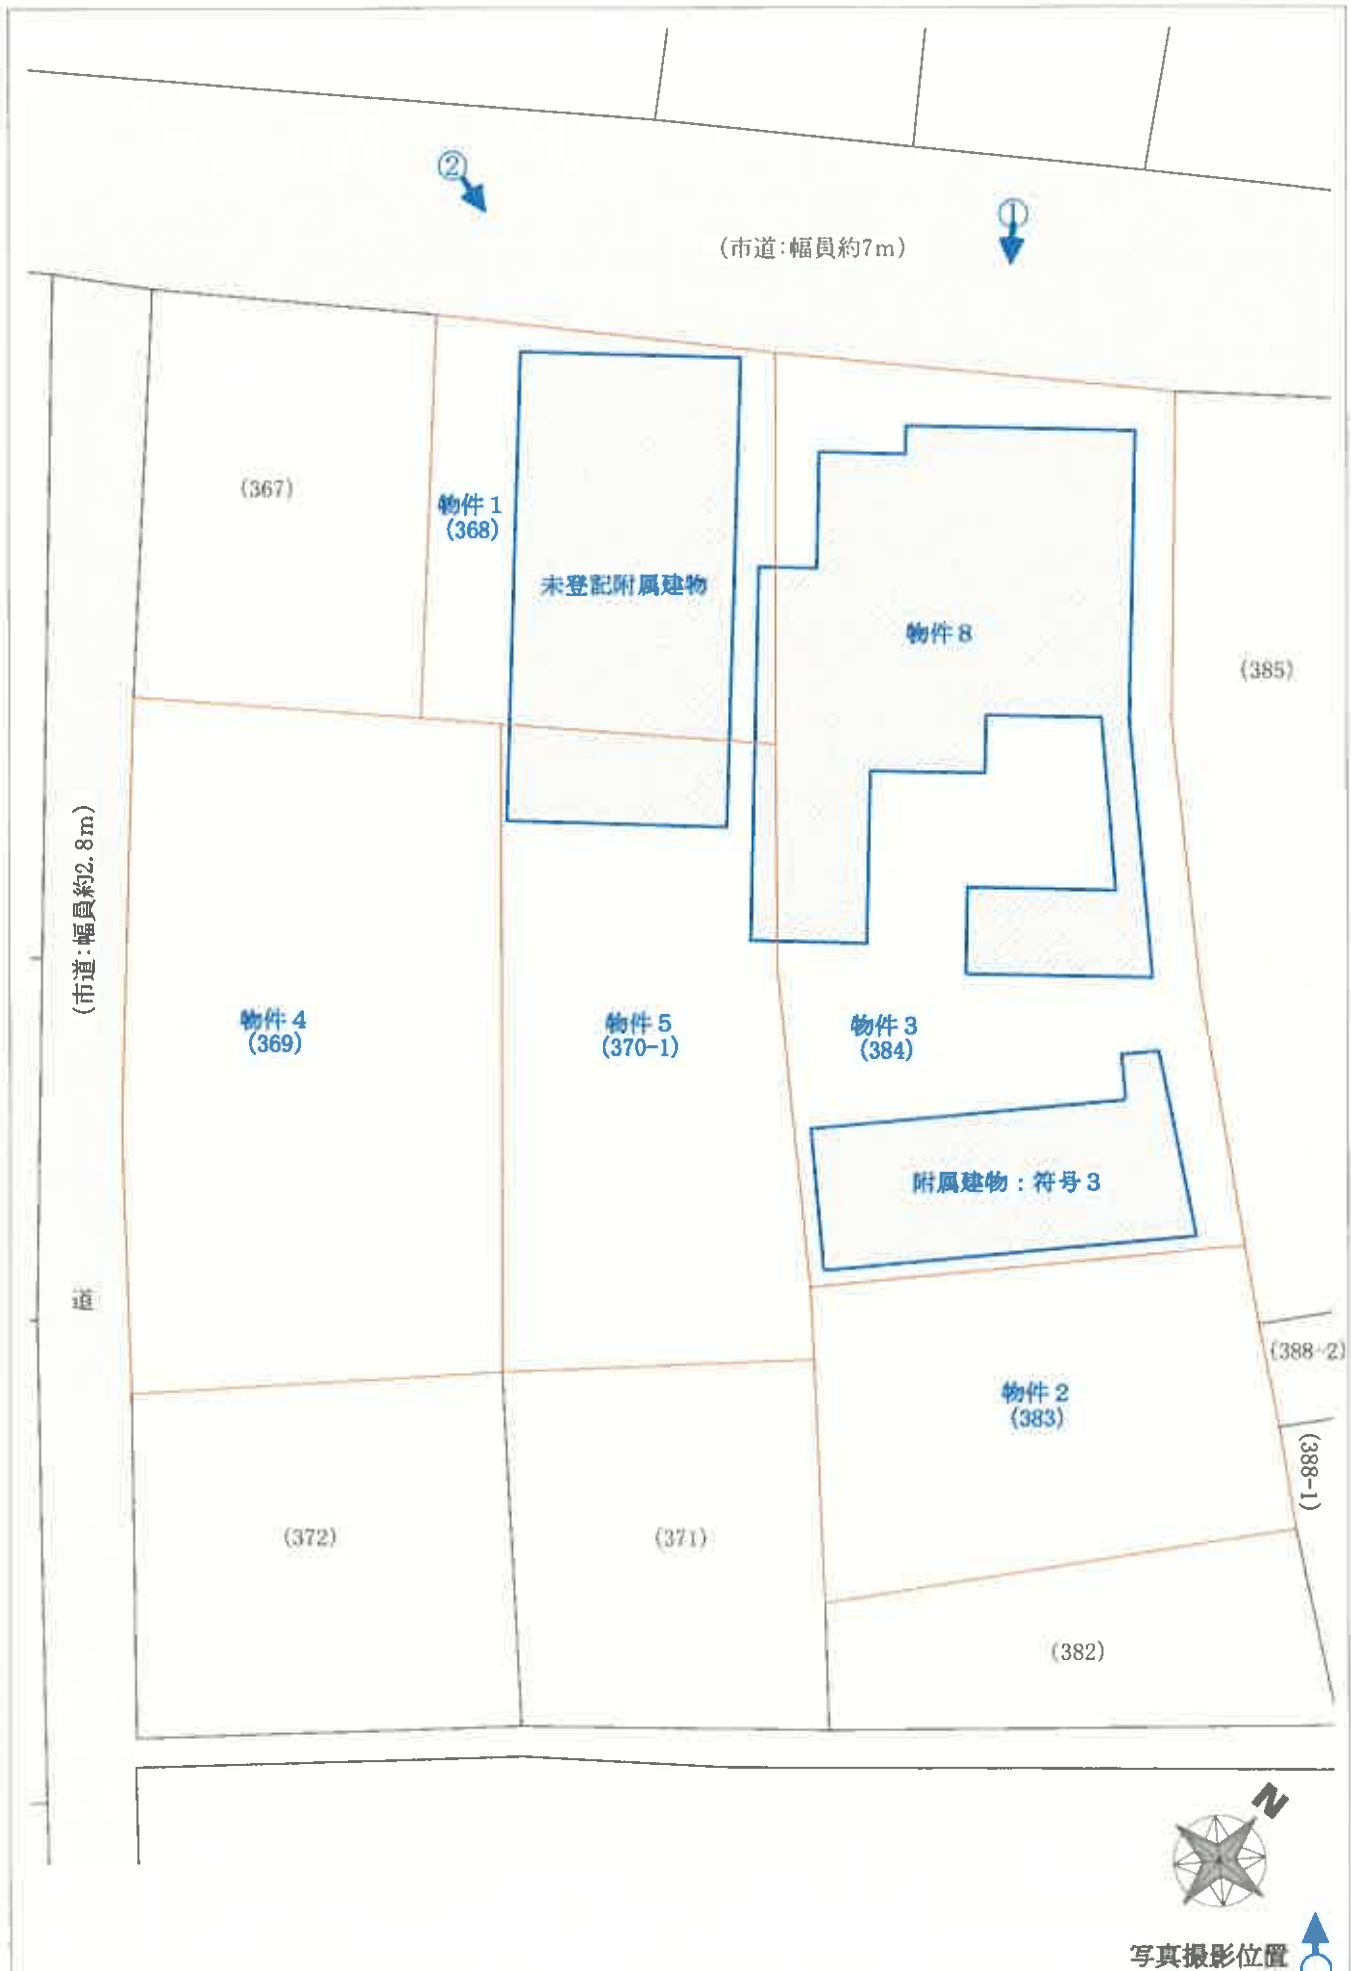 ②
①
(市道:幅員約7m)
(367)
物件1
(368)
未登記附属建物
物件8
(385)
(市道:幅員約2.8m)
物件4
(369)
物件5
(370-1)
物件3
(384)
附属建物:符号3
道
(388-2)
物件2
(383)
(388-1)
(372)
(371)
(382)
N
写真撮影位置